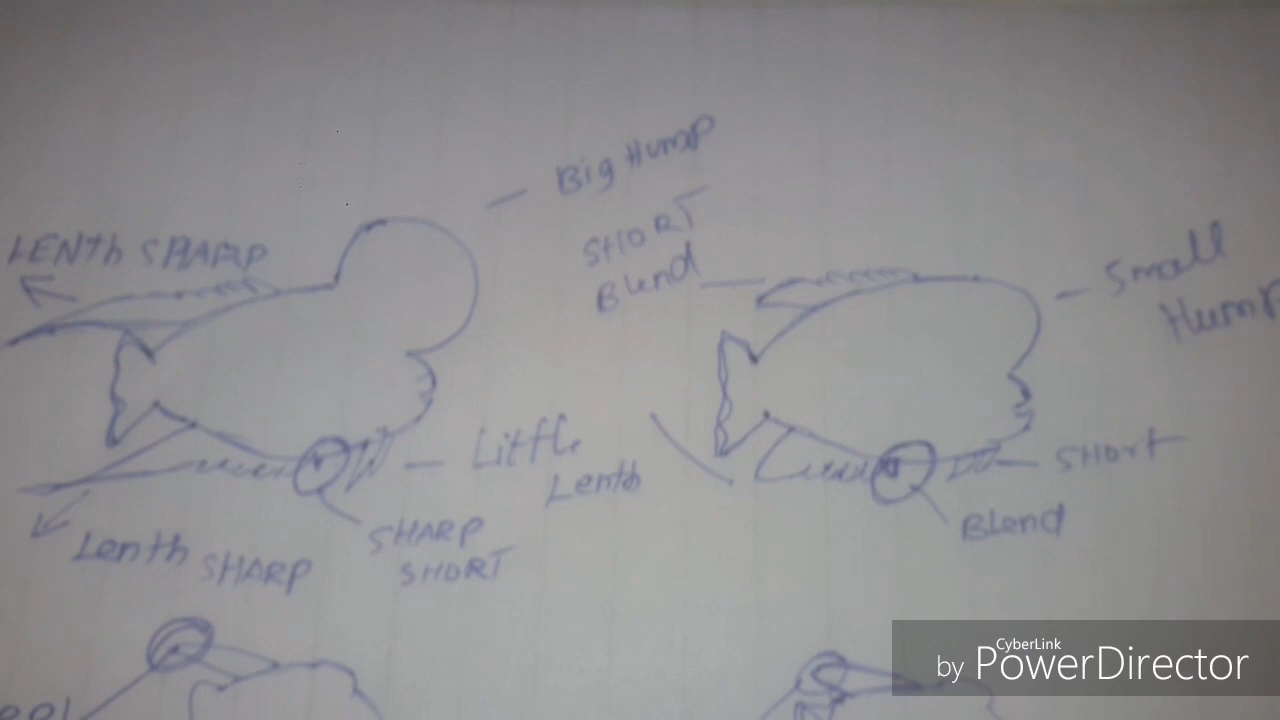 Big Hump
LENth SHARP
SHORT
Blend
Small
Hump
Little
Lenth
SHORT
SHARP
SHORT
Blend
Lenth SHARP
CyberLink
by PowerDirector